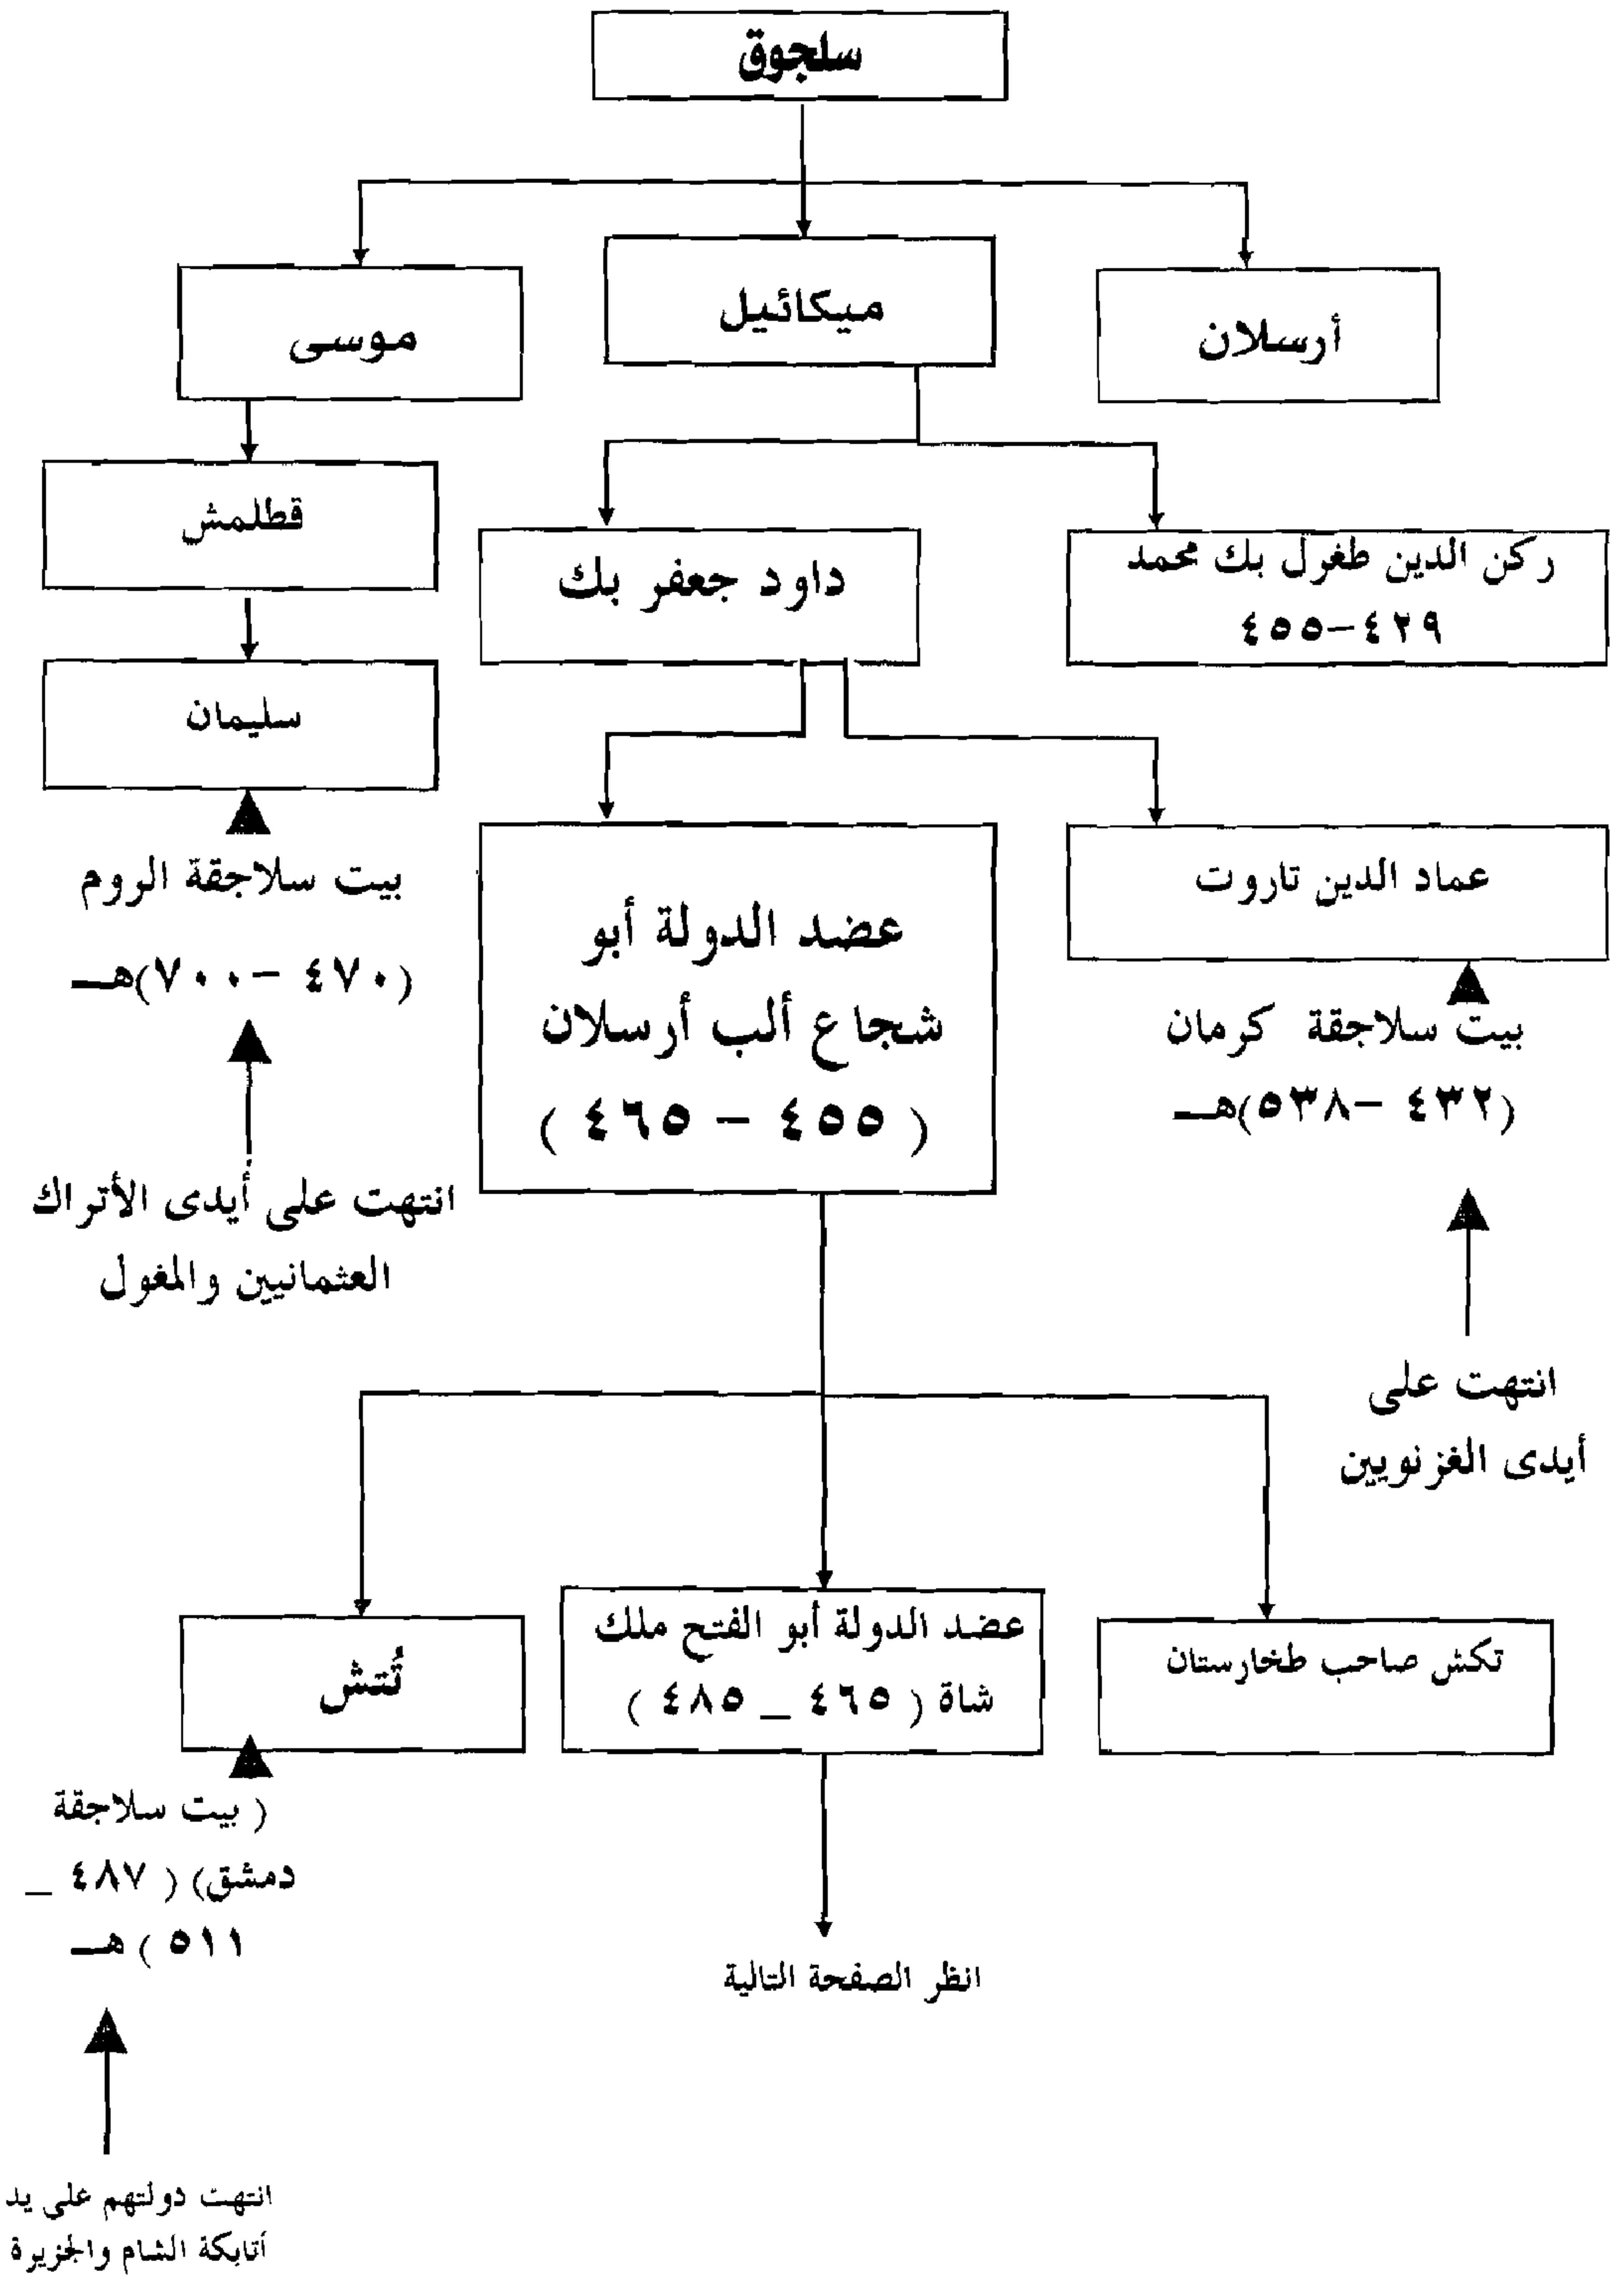 سلجوق
أرسلان
ميكائيل
موسى
قطلمش
سليمان
بيت سلاجقة الروم
(٤٧٠ –٧٠٠)هـ
انتهت على أيدى الأتراك
العثمانيين والمغول
ركن الدين طغرل بك محمد
٤٢٩–٤٥٥
داود جعفر بك
عماد الدين تاروت
بيت سلاجقة كرمان
(٤٣٢ –٥٣٨)هـ
انتهت على
أيدى الغزنويين
عضد الدولة أبو
شجاع ألب أرسلان
( ٤٥٥ – ٤٦٥ )
تكش صاحب طخارستان
عضد الدولة أبو الفتح ملك
شاة ( ٤٦٥ _ ٤٨٥ )
انظر الصفحة التالية
تُتش
( بيت سلاجقة
دمشق) ( ٤٨٧ _
٥١١ ) هـ
انتهت دولتهم على يد
أتابكة الشام والجزيرة